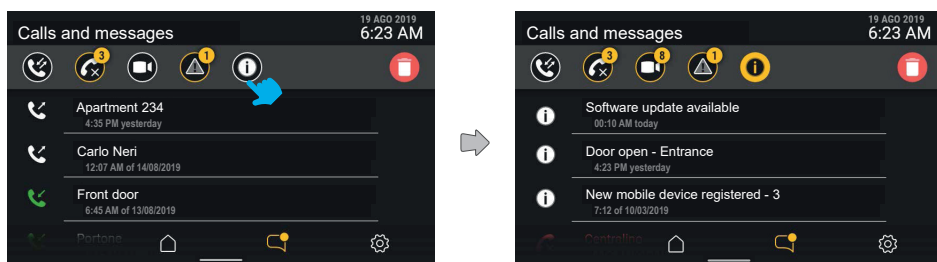 Calls and messages
19 AGO 2019
6:23 AM
3
1
Apartment 234
4:35 PM yesterday
Carlo Neri
12:07 AM of 14/08/2019
Front door
6:45 AM of 13/08/2019
Portone
Calls and messages
19 AGO 2019
6:23 AM
3
8
1
Software update available
00:10 AM today
Door open - Entrance
4:23 PM yesterday
New mobile device registered - 3
7:12 of 10/03/2019
Centralino